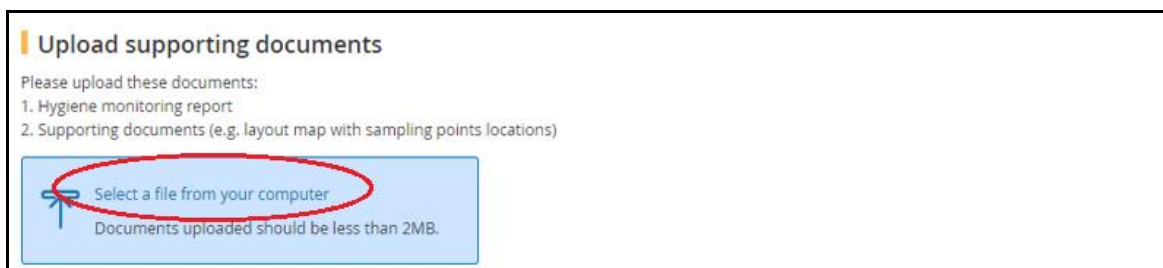 Upload supporting documents
Please upload these documents:
1. Hygiene monitoring report
2. Supporting documents (e.g. layout map with sampling points locations)
Select a file from your computer
Documents uploaded should be less than 2MB.